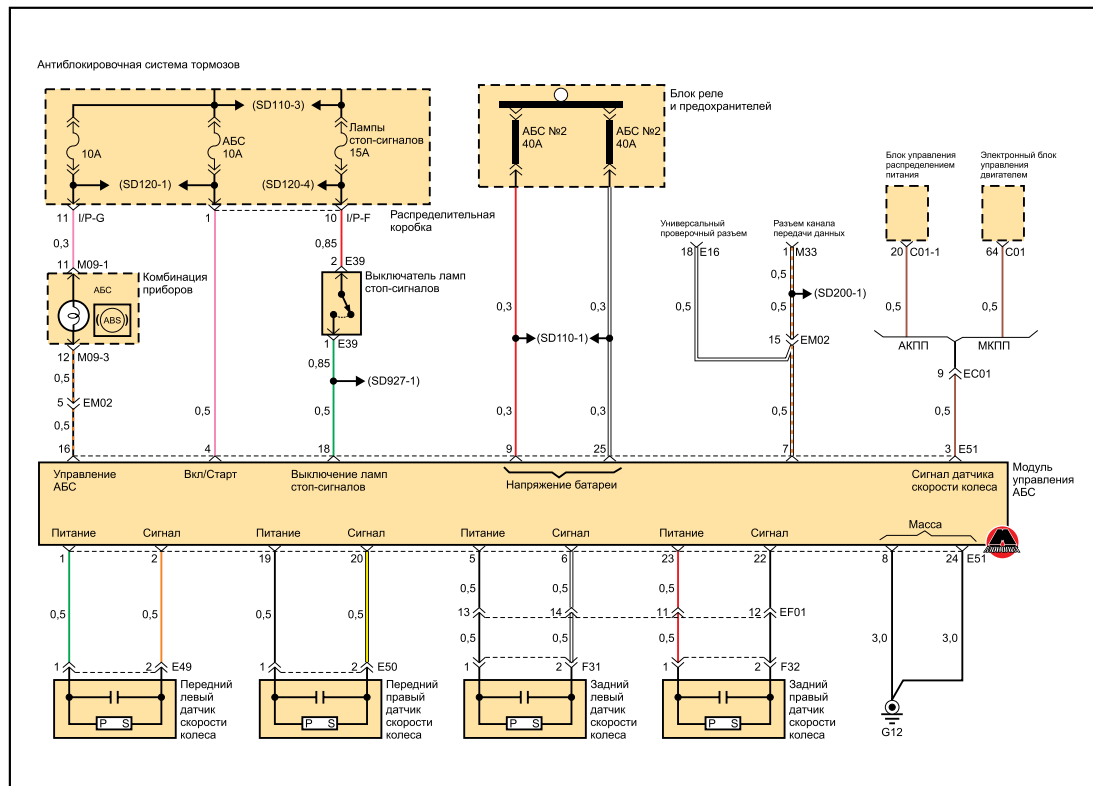 Антиблокировочная система тормозов
(SD110-3)
10А
АБС
10А
Лампы
стоп-сигналов
15А
(SD120-1)
(SD120-4)
11 I/P-G
1
10 I/P-F
Распределительная
коробка
Блок реле
и предохранителей
АБС №2
40А
АБС №2
40А
Блок управления
распределением
питания
Электронный блок
управления
двигателем
Универсальный
проверочный разъем
Разъем канала
передачи данных
18 E16
1 M33
20 C01-1
64 C01
0,3
0,85
11 M09-1
2 E39
Комбинация
приборов
АБС
ABS
Выключатель ламп
стоп-сигналов
0,5
(SD200-1)
0,3
0,3
0,5
0,5
0,5
0,5
12 M09-3
1 E39
(SD110-1)
15 EM02
АКПП
МКПП
0,5
0,85
(SD927-1)
9 EC01
5 EM02
0,5
0,5
0,5
0,3
0,3
0,5
0,5
16
4
18
9
25
7
3 E51
Управление
АБС
Вкл/Старт
Выключение ламп
стоп-сигналов
Напряжение батареи
Сигнал датчика
скорости колеса
Модуль
управления
АБС
Питание
Сигнал
Питание
Сигнал
Питание
Сигнал
Питание
Сигнал
Масса
1
2
19
20
5
6
23
22
8
24 E51
0,5
0,5
0,5
0,5
0,5
0,5
0,5
0,5
13
14
11
12 EF01
0,5
0,5
0,5
0,5
3,0
3,0
1
2 E49
1
2 E50
1
2 F31
1
2 F32
P S
Передний
левый
датчик
скорости
колеса
P S
Передний
правый
датчик
скорости
колеса
P S
Задний
левый
датчик
скорости
колеса
P S
Задний
правый
датчик
скорости
колеса
G12